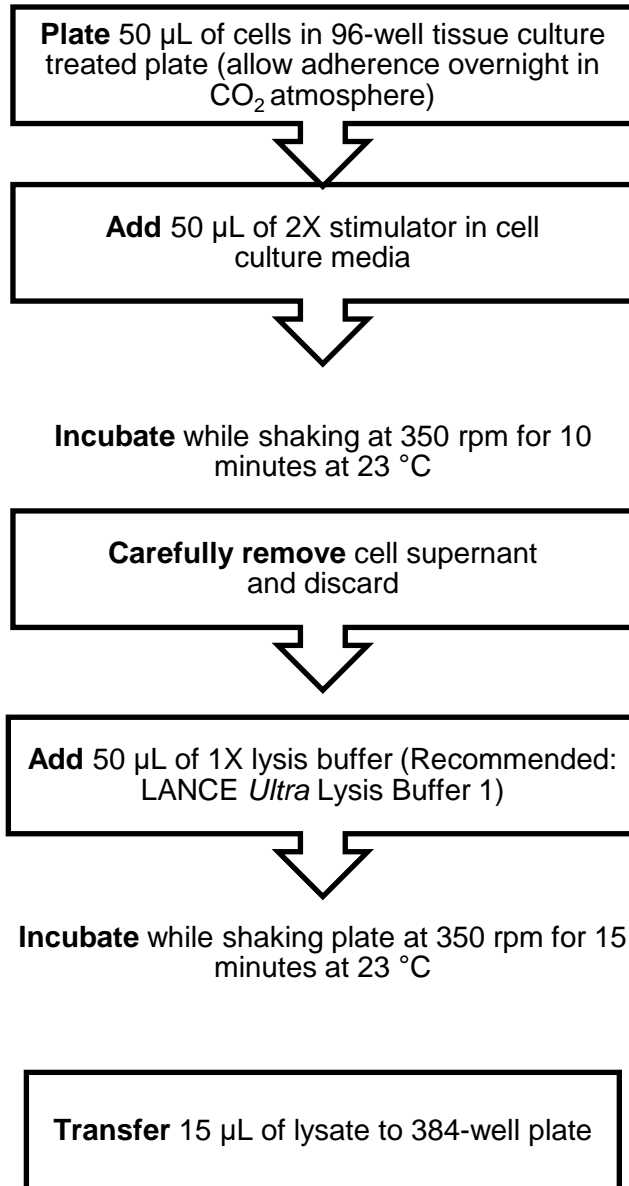 Plate 50 µL of cells in 96-well tissue culture
treated plate (allow adherence overnight in
CO₂ atmosphere)
Add 50 µL of 2X stimulator in cell
culture media
Incubate while shaking at 350 rpm for 10
minutes at 23 °C
Carefully remove cell supernant
and discard
Add 50 µL of 1X lysis buffer (Recommended:
LANCE Ultra Lysis Buffer 1)
Incubate while shaking plate at 350 rpm for 15
minutes at 23 °C
Transfer 15 µL of lysate to 384-well plate